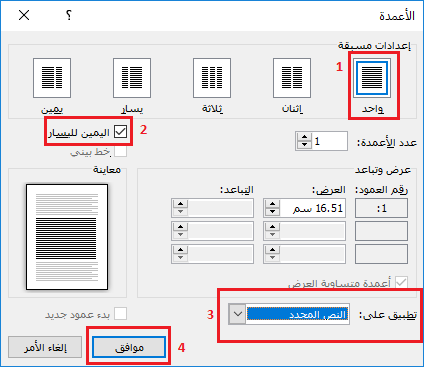 الأعمدة ؟
إعدادات مسبقة
1
واحد إثنان ثلاثة يسار يمين
2
اليمين لليسار
عدد الأعمدة: 1
خط بيني
عرض وتباعد
معاينة
رقم العمود: العرض: التباعد:
1: 16.51 سم
أعمدة متساوية العرض
تطبيق على: النص المحدد 3
بدء عمود جديد
موافق 4
إلغاء الأمر